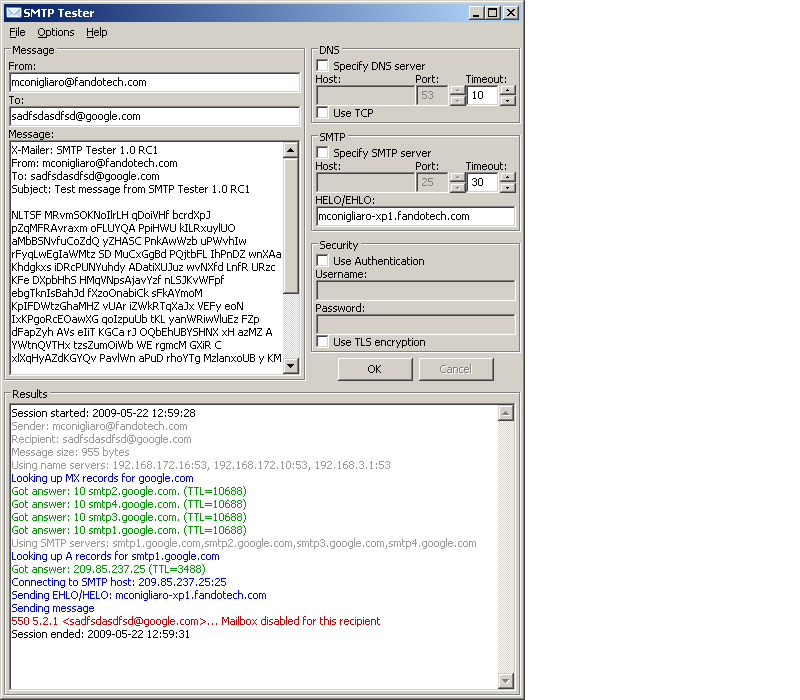 SMTP Tester
File Options Help
Message
From:
mconigliaro@fandotech.com
To:
sadfsdasdfsd@google.com
Message:
X-Mailer: SMTP Tester 1.0 RC1
From: mconigliaro@fandotech.com
To: sadfsdasdfsd@google.com
Subject: Test message from SMTP Tester 1.0 RC1
NLTSF MRvmSOKNoIlrLH qDoiVHf bcrdXpJ
pZqMFRAvraxm oFLUYQA PpiHWU kILRxuylUO
aMbBSNvfuCoZdQ yZHASC PnkAwWzb uPWvhIw
rFyqLwEgIaWMtz SD MuCxGgBd PQjtbFL IhPnDZ wnXAa
Khdgkxs iDRcPUNYuhdy ADatiXUJuz wvNXfd LnfR URzc
KFe DXpbHhS HMqVNpsAjavYzf nLSJKvWFpf
ebgTknIsBahJd fXzoOnabiCk sFkAYmoM
KpIFDWtzGhaMHZ vUAr iZWkRTqXaJx VEFy eoN
IxKPgoRcEOawXG qoIzpuUb tKL yanWRiwVluEz FZp
dFapZyh AVs eIiT KGCa rJ OQbEhUBYSHNX xH azMZ A
YWtnQVTHx tzsZumOiWb WE rgmcM GXiR C
xlXqHyAZdKGYQv PavlWn aPuD rhoYTg MzlanxoUB y KM
DNS
Specify DNS server
Host: Port: Timeout:
53 10
Use TCP
SMTP
Specify SMTP server
Host: Port: Timeout:
25 30
HELO/EHLO:
mconigliaro-xp1.fandotech.com
Security
Use Authentication
Username:
Password:
Use TLS encryption
OK Cancel
Results
Session started: 2009-05-22 12:59:28
Sender: mconigliaro@fandotech.com
Recipient: sadfsdasdfsd@google.com
Message size: 955 bytes
Using name servers: 192.168.172.16:53, 192.168.172.10:53, 192.168.3.1:53
Looking up MX records for google.com
Got answer: 10 smtp2.google.com. (TTL=10688)
Got answer: 10 smtp4.google.com. (TTL=10688)
Got answer: 10 smtp3.google.com. (TTL=10688)
Got answer: 10 smtp1.google.com. (TTL=10688)
Using SMTP servers: smtp1.google.com,smtp2.google.com,smtp3.google.com,smtp4.google.com
Looking up A records for smtp1.google.com
Got answer: 209.85.237.25 (TTL=3488)
Connecting to SMTP host: 209.85.237.25:25
Sending EHLO/HELO: mconigliaro-xp1.fandotech.com
Sending message
550 5.2.1 <sadfsdasdfsd@google.com>... Mailbox disabled for this recipient
Session ended: 2009-05-22 12:59:31